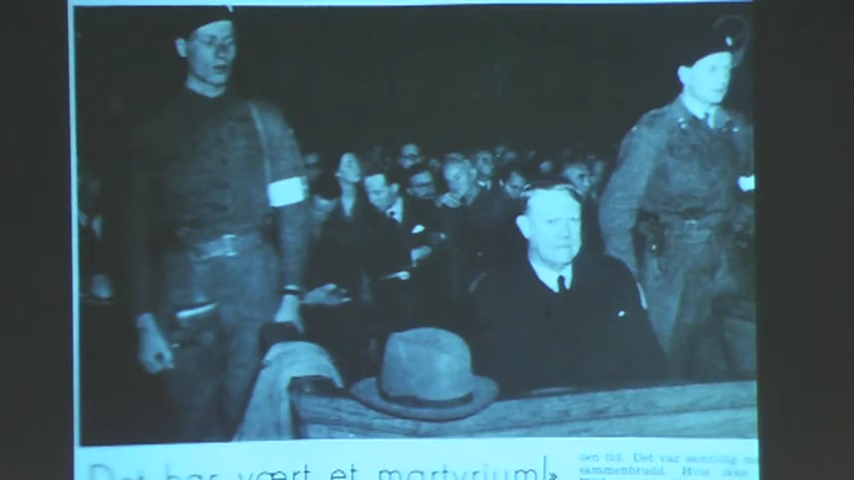 Det har vært et martyrium!»
den tid. Det var samtidig
sammenbrudd. Hvis ikke